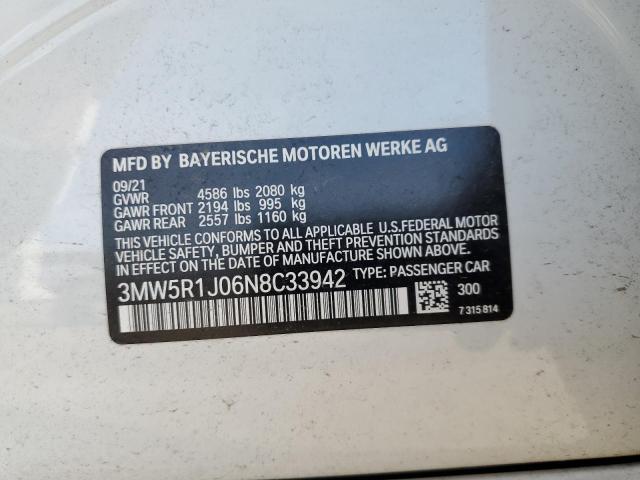 MFD BY BAYERISCHE MOTOREN WERKE AG
09/21
GVWR 4586 lbs 2080 kg
GAWR FRONT 2194 lbs 995 kg
GAWR REAR 2557 lbs 1160 kg
THIS VEHICLE CONFORMS TO ALL APPLICABLE U.S.FEDERAL MOTOR
VEHICLE SAFETY, BUMPER AND THEFT PREVENTION STANDARDS
IN EFFECT ON THE DATE OF MANUFACTURE SHOWN ABOVE.
3MW5R1J06N8C33942 TYPE: PASSENGER CAR
300
7315814